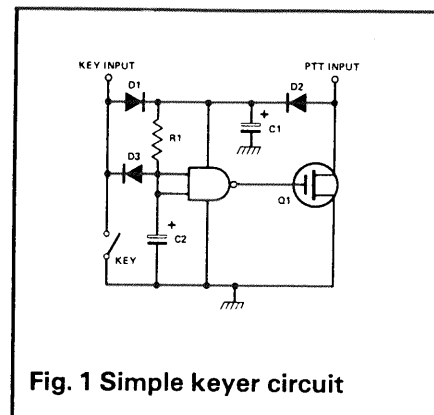 KEY INPUT
PTT INPUT
D1
D2
+
C1
R1
D3
Q1
+
C2
KEY
Fig. 1 Simple keyer circuit